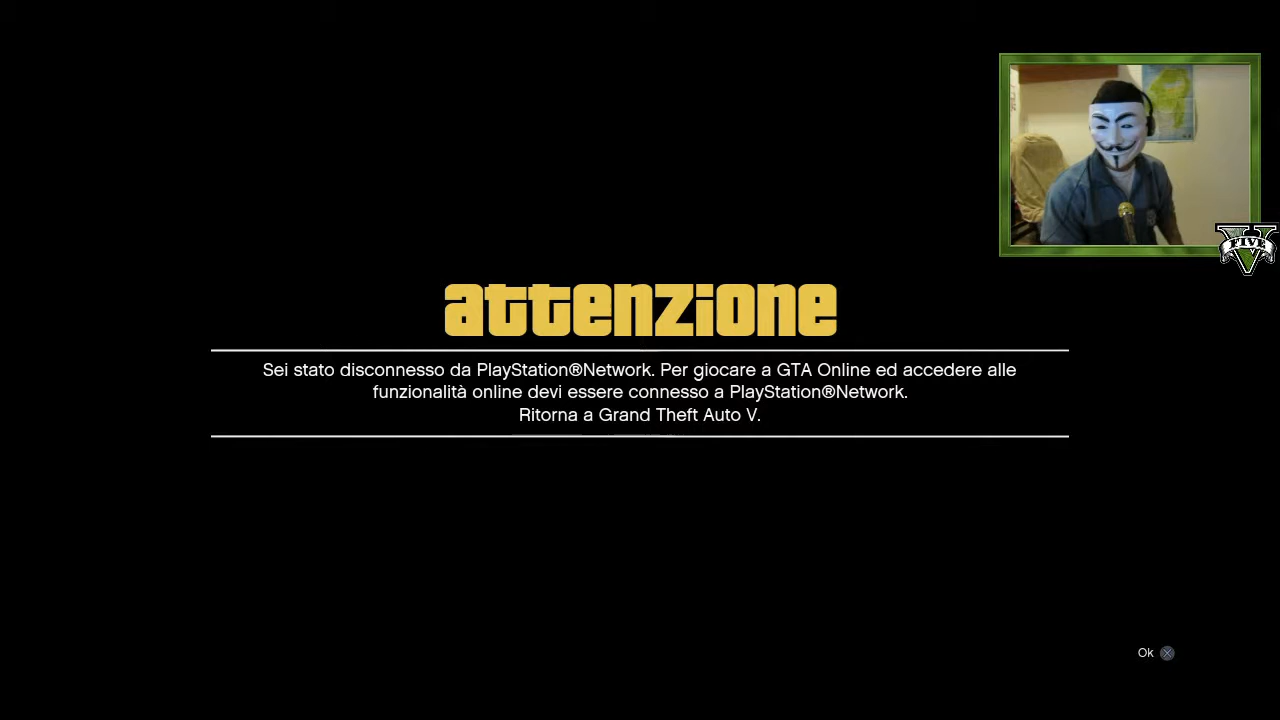 FIVE
attenzione
Sei stato disconnesso da PlayStation®Network. Per giocare a GTA Online ed accedere alle
funzionalità online devi essere connesso a PlayStation®Network.
Ritorna a Grand Theft Auto V.
Ok